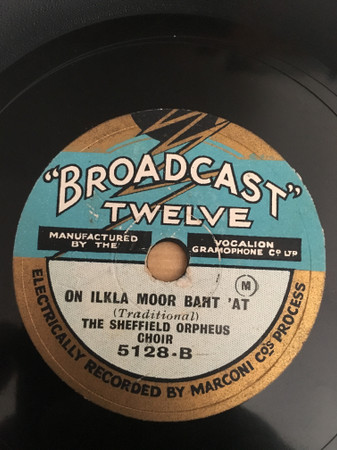 "BROADCAST"
TWELVE
MANUFACTURED BY THE
VOCALION GRAMOPHONE Cº LTD
M
ON ILKLA MOOR BAHT 'AT
(Traditional)
THE SHEFFIELD ORPHEUS
CHOIR
5128-B
ELECTRICALLY RECORDED BY MARCONI Cº'S PROCESS